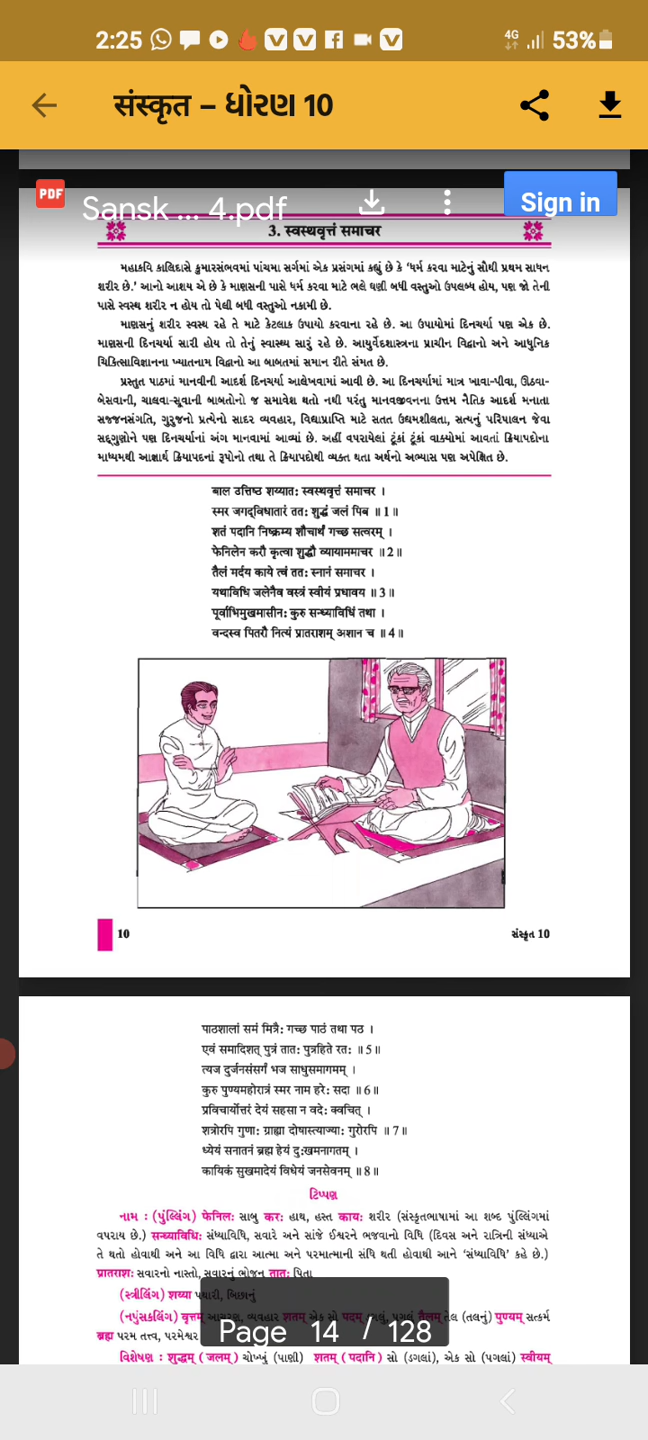 2:25
4G
53%
संस्कृत – ધોરણ 10
PDF
Sansk ... 4.pdf
Sign in
3. स्वस्थवृत्तं समाचर
મહાકવિ કાલિદાસે કુમારસંભવમાં પાંચમા સર્ગમાં એક પ્રસંગમાં કહ્યું છે કે ‘ધર્મ કરવા માટેનું સૌથી પ્રથમ સાધન
શરીર છે.’ આનો આશય એ છે કે માણસની પાસે ધર્મ કરવા માટે ભલે ઘણી બધી વસ્તુઓ ઉપલબ્ધ હોય, પણ જો તેની
પાસે સ્વસ્થ શરીર ન હોય તો પેલી બધી વસ્તુઓ નકામી છે.
માણસનું શરીર સ્વસ્થ રહે તે માટે કેટલાક ઉપાયો કરવાના રહે છે. આ ઉપાયોમાં દિનચર્યા પણ એક છે.
માણસની દિનચર્યા સારી હોય તો તેનું સ્વાસ્થ્ય સારું રહે છે. આયુર્વેદશાસ્ત્રના પ્રાચીન વિદ્વાનો અને આધુનિક
ચિકિત્સાવિજ્ઞાનના ખ્યાતનામ વિદ્વાનો આ બાબતમાં સમાન રીતે સંમત છે.
પ્રસ્તુત પાઠમાં માનવીની આદર્શ દિનચર્યા આલેખવામાં આવી છે. આ દિનચર્યામાં માત્ર ખાવા-પીવા, ઊઠવા-
બેસવાની, ચાલવા-સૂવાની બાબતોનો જ સમાવેશ થતો નથી પરંતુ માનવજીવનના ઉત્તમ નૈતિક આદર્શ મનાતા
સજ્જનસંગતિ, ગુરુજનો પ્રત્યેનો સાદર વ્યવહાર, વિદ્યાપ્રાપ્તિ માટે સતત ઉદ્યમશીલતા, સત્યનું પરિપાલન જેવા
સદ્ગુણોને પણ દિનચર્યાનાં અંગ માનવામાં આવ્યાં છે. અહીં વપરાયેલાં ટૂંકાં ટૂંકાં વાક્યોમાં આવતાં ક્રિયાપદોના
માધ્યમથી આજ્ઞાર્થ ક્રિયાપદનાં રૂપોનો તથા તે ક્રિયાપદોથી વ્યક્ત થતા અર્થનો અભ્યાસ પણ અપેક્ષિત છે.
बाल उत्तिष्ठ शय्यातः स्वस्थवृत्तं समाचर ।
स्मर जगद्विधातारं ततः शुद्धं जलं पिब ॥ 1॥
शतं पदानि निष्क्रम्य शौचार्थं गच्छ सत्वरम् ।
फेनिलेन करौ कृत्वा शुद्धौ व्यायाममाचर ॥ 2॥
तैलं मर्दय काये त्वं ततः स्नानं समाचर ।
यथाविधि जलेनैव वस्त्रं स्वीयं प्रधावय ॥ 3॥
पूर्वाभिमुखमासीनः कुरु सन्ध्याविधिं तथा ।
वन्दस्व पितरौ नित्यं प्रातराशम् अशान च ॥ 4॥
10
સંસ્કૃત 10
पाठशालां समं मित्रैः गच्छ पाठं तथा पठ ।
एवं समादिशत् पुत्रं तातः पुत्रहिते रतः ॥ 5॥
त्यज दुर्जनसंसर्गं भज साधुसमागमम् ।
कुरु पुण्यमहोरात्रं स्मर नाम हरेः सदा ॥ 6॥
प्रविचार्योत्तरं देयं सहसा न वदेः क्वचित् ।
शत्रोरपि गुणाः ग्राह्या दोषास्त्याज्याः गुरोरपि ॥ 7॥
ध्येयं सनातनं ब्रह्म हेयं दुःखमनागतम् ।
कायिकं सुखमादेयं विधेयं जनसेवनम् ॥ 8॥
ટિપ્પણ
નામ : (પુંલ્લિંગ) फेनिलः સાબુ करः હાથ, હસ્ત कायः શરીર (સંસ્કૃતભાષામાં આ શબ્દ પુંલ્લિંગમાં
વપરાય છે.) सन्ध्याविधिः સંધ્યાવિધિ, સવારે અને સાંજે ઈશ્વરને ભજવાનો વિધિ (દિવસ અને રાત્રિની સંધ્યાએ
તે થતો હોવાથી અને આ વિધિ દ્વારા આત્મા અને પરમાત્માની સંધિ થતી હોવાથી આને ‘સંધ્યાવિધિ’ કહે છે.)
प्रातराशः સવારનો નાસ્તો, સવારનું ભોજન तातः પિતા
(સ્ત્રીલિંગ) शय्या પથારી, બિછાનું
(નપુંસકલિંગ) वृत्तम् આચરણ, વ્યવહાર शतम् એક સો पदम् પગલું तैलम् તેલ (તલનું) पुण्यम् સત્કર્મ
ब्रह्म પરમ તત્ત્વ, પરમેશ્વર
Page 14 / 128
વિશેષણ : शुद्धम् ( जलम् ) ચોખ્ખું (પાણી) शतम् ( पदानि ) સો (ડગલાં), એક સો (પગલાં) स्वीयम्